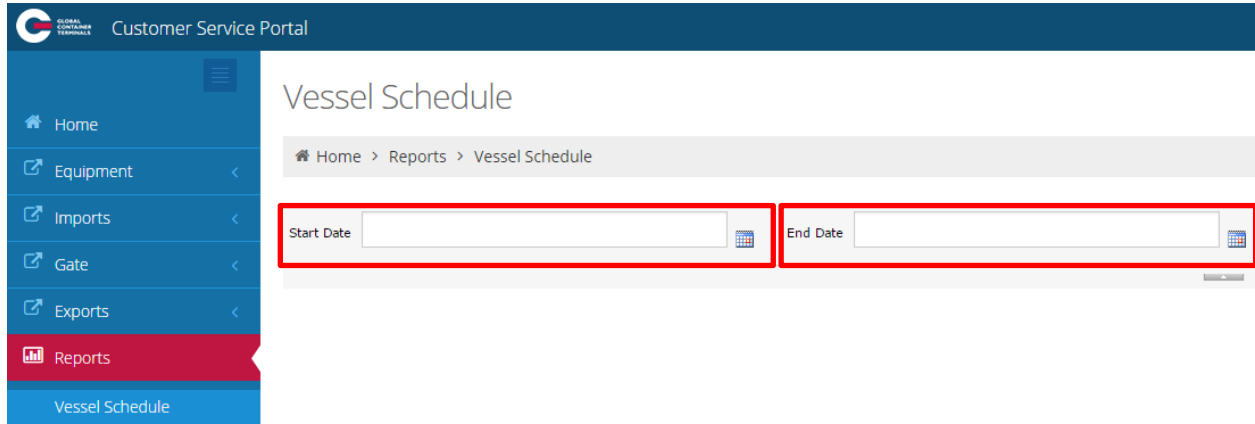 GLOBAL
CONTAINER
TERMINALS
Customer Service Portal
Home
Equipment
Imports
Gate
Exports
Reports
Vessel Schedule
Vessel Schedule
Home > Reports > Vessel Schedule
Start Date
End Date